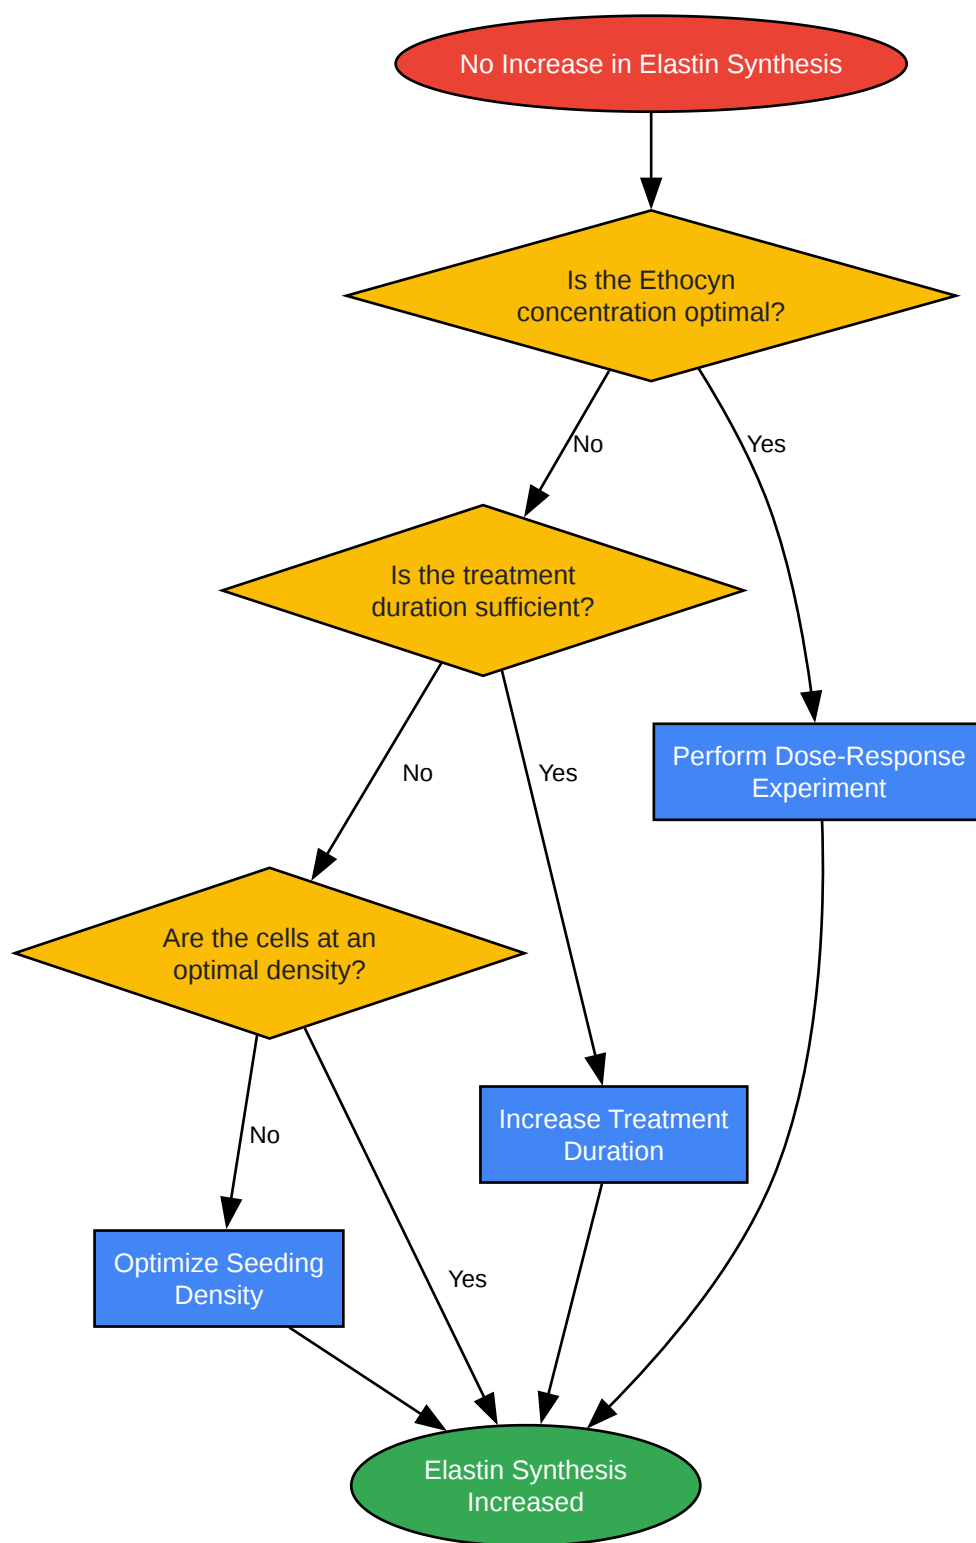 No Increase in Elastin Synthesis
Is the Ethocyn
concentration optimal?
No
Yes
Is the treatment
duration sufficient?
No
Yes
Perform Dose-Response
Experiment
Are the cells at an
optimal density?
No
Increase Treatment
Duration
Optimize Seeding
Density
Yes
Elastin Synthesis
Increased